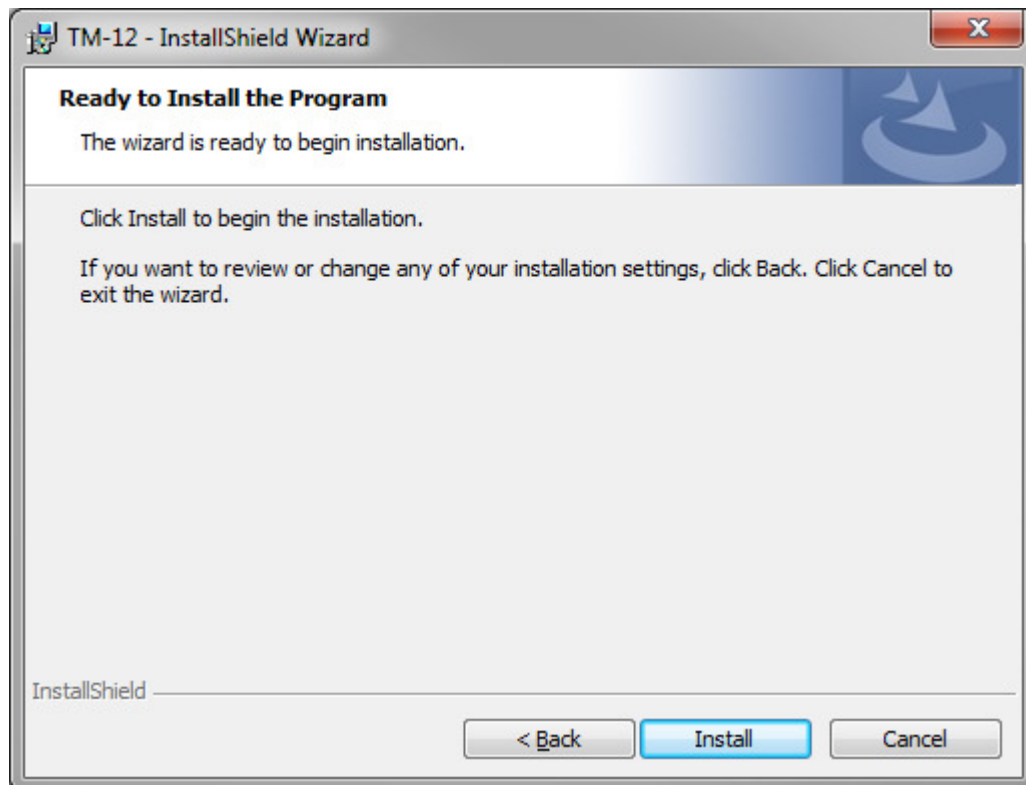 TM-12 - InstallShield Wizard
Ready to Install the Program
The wizard is ready to begin installation.
Click Install to begin the installation.
If you want to review or change any of your installation settings, click Back. Click Cancel to
exit the wizard.
InstallShield
< Back
Install
Cancel